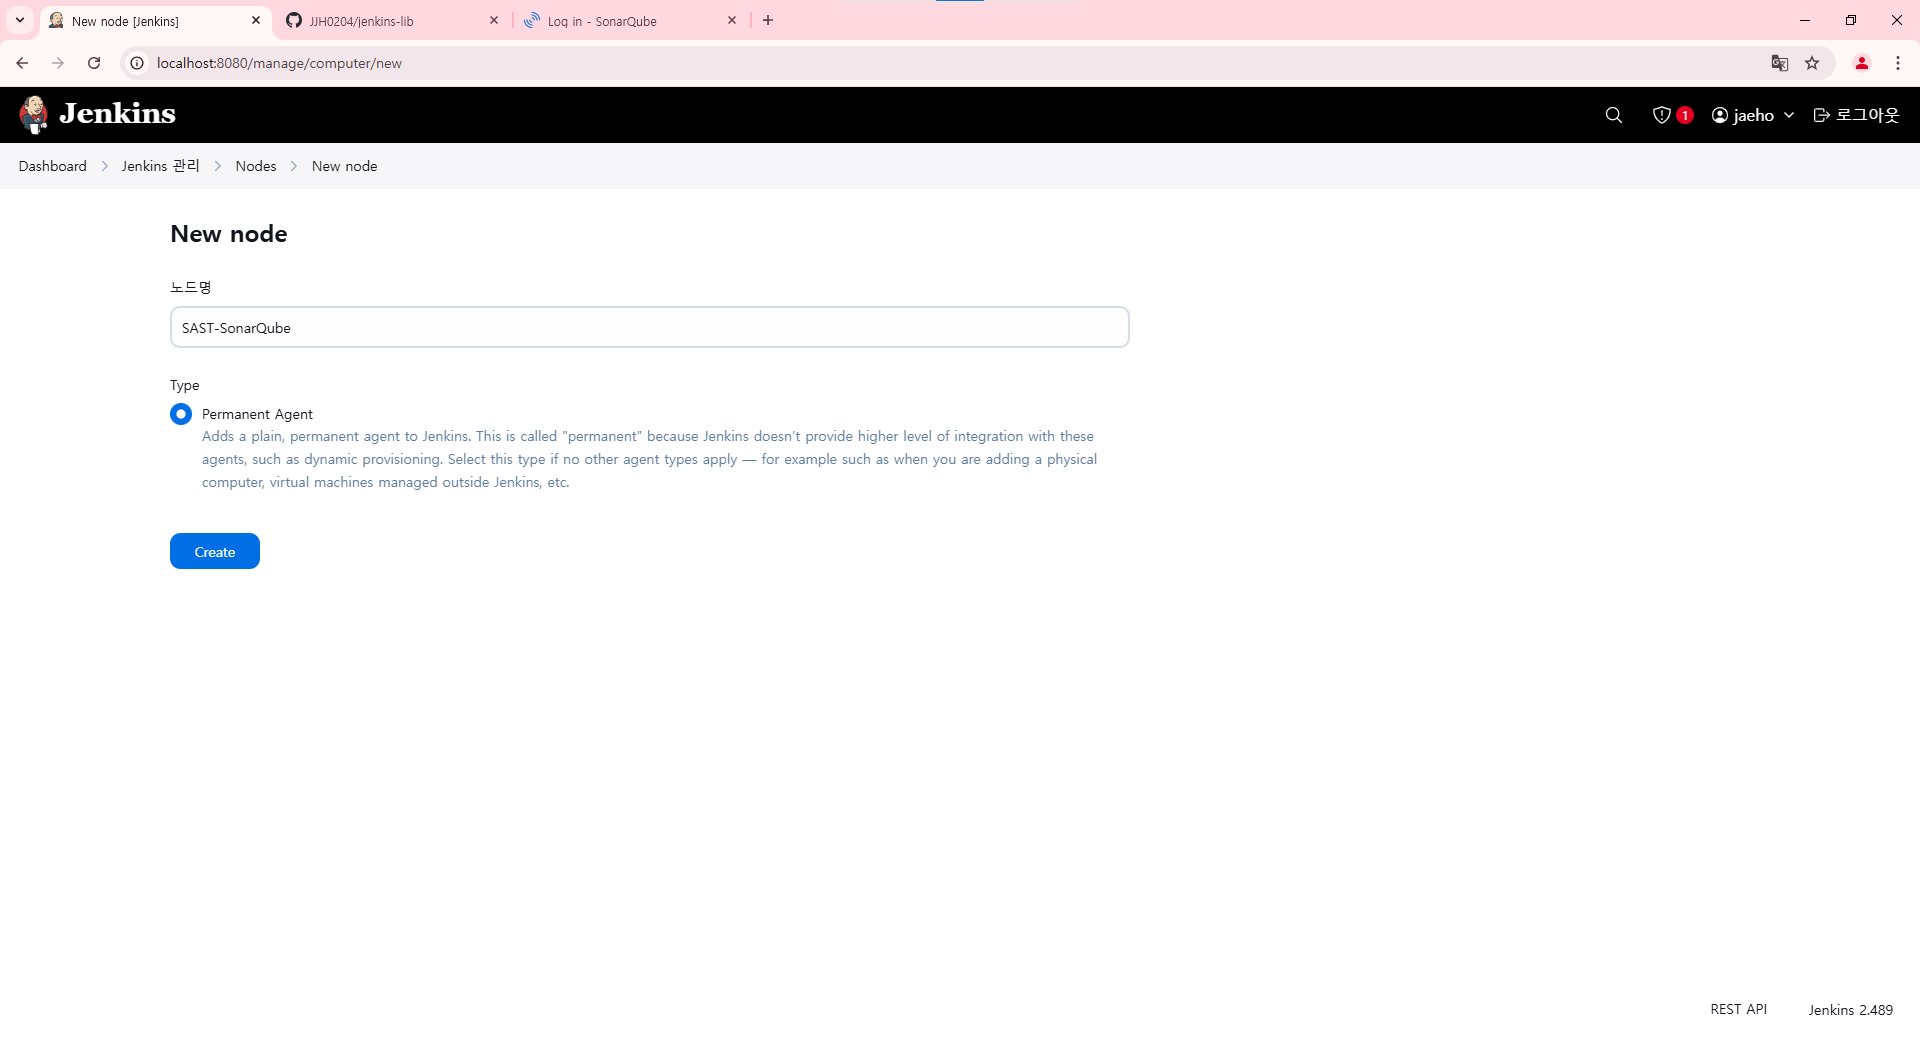 New node [Jenkins]
JJH0204/jenkins-lib
Log in - SonarQube
localhost:8080/manage/computer/new
Jenkins
1
jaeho
로그아웃
Dashboard
Jenkins 관리
Nodes
New node
New node
노드명
SAST-SonarQube
Type
Permanent Agent
Adds a plain, permanent agent to Jenkins. This is called "permanent" because Jenkins doesn't provide higher level of integration with these
agents, such as dynamic provisioning. Select this type if no other agent types apply — for example such as when you are adding a physical
computer, virtual machines managed outside Jenkins, etc.
Create
REST API
Jenkins 2.489